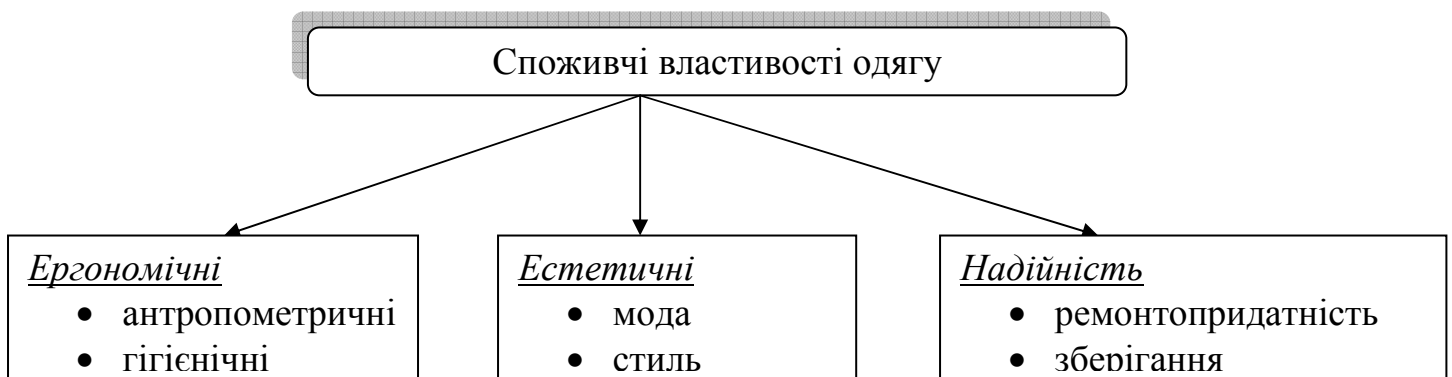 Споживчі властивості одягу
Ергономічні
• антропометричні
• гігієнічні
Естетичні
• мода
• стиль
Надійність
• ремонтопридатність
• зберігання